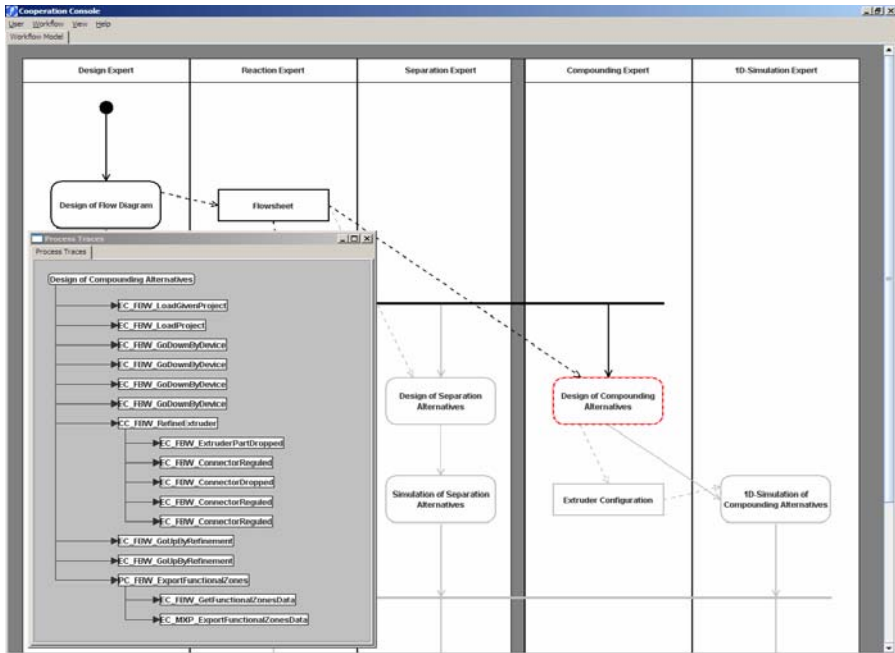 Cooperation Console
User Workflow View Help
Workflow Model
Design Expert
Reaction Expert
Separation Expert
Compounding Expert
1D-Simulation Expert
Design of Flow Diagram
Flowsheet
Process Traces
Process Traces
Design of Compounding Alternatives
EC_FBW_LoadGivenProject
EC_FBW_LoadProject
EC_FBW_GoDownByDevice
EC_FBW_GoDownByDevice
EC_FBW_GoDownByDevice
EC_FBW_GoDownByDevice
CC_FBW_RefineExtruder
EC_FBW_ExtruderPartDropped
EC_FBW_ConnectorReguled
EC_FBW_ConnectorDropped
EC_FBW_ConnectorReguled
EC_FBW_ConnectorReguled
EC_FBW_GoUpByRefinement
EC_FBW_GoUpByRefinement
PC_FBW_ExportFunctionalZones
EC_FBW_GetFunctionalZonesData
EC_MXP_ExportFunctionalZonesData
Design of Separation
Alternatives
Design of Compounding
Alternatives
Simulation of Separation
Alternatives
Extruder Configuration
1D-Simulation of
Compounding Alternatives